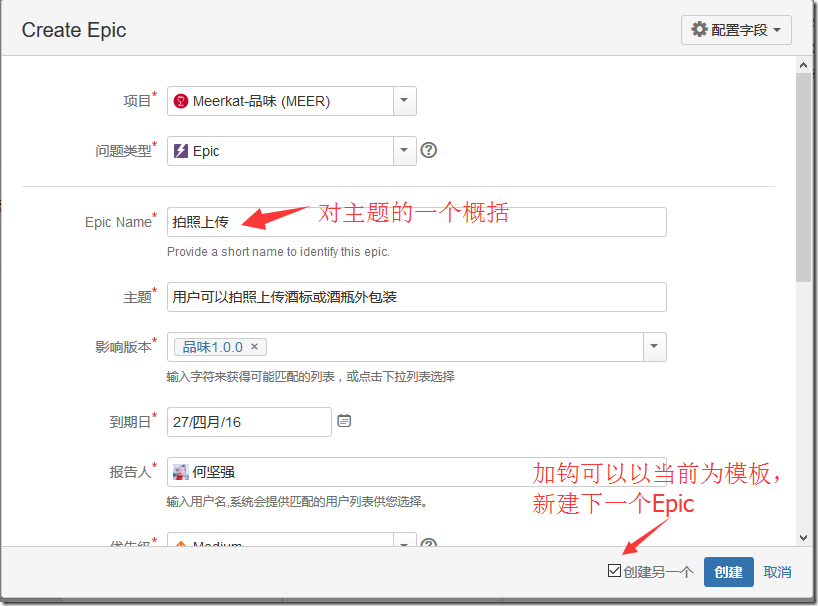 Create Epic
配置字段
项目*
Meerkat-品味 (MEER)
问题类型*
Epic
Epic Name*
拍照上传
对主题的一个概括
Provide a short name to identify this epic.
主题*
用户可以拍照上传酒标或酒瓶外包装
影响版本*
品味1.0.0 ×
输入字符来获得可能匹配的列表，或点击下拉列表选择
到期日*
27/四月/16
报告人*
何坚强
输入用户名,系统会提供匹配的用户列表供您选择。
加钩可以以当前为模板，
新建下一个Epic
优先级*
Medium
创建另一个
创建
取消